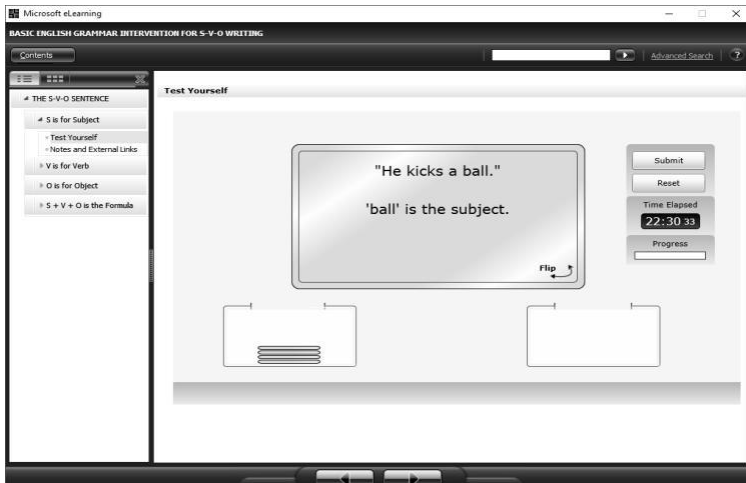 Microsoft eLearning
BASIC ENGLISH GRAMMAR INTERVENTION FOR S-V-O WRITING
Contents
Advanced Search
?
THE S-V-O SENTENCE
S is for Subject
Test Yourself
Notes and External Links
V is for Verb
O is for Object
S + V + O is the Formula
Test Yourself
"He kicks a ball."
'ball' is the subject.
Flip
Submit
Reset
Time Elapsed
22:30 33
Progress